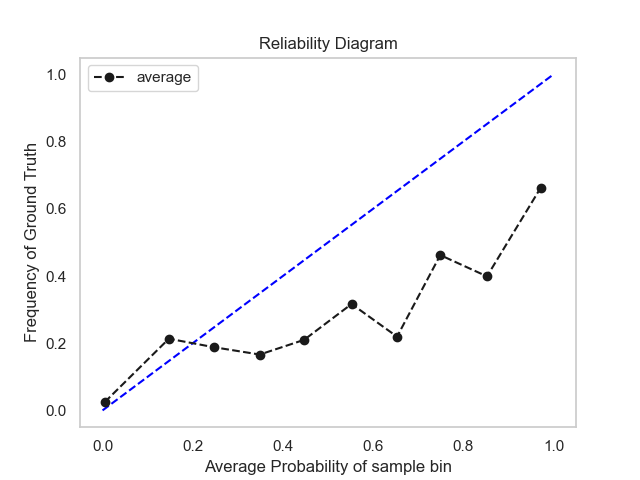 Reliability Diagram
average
Frequency of Ground Truth
1.0
0.8
0.6
0.4
0.2
0.0
0.0 0.2 0.4 0.6 0.8 1.0
Average Probability of sample bin